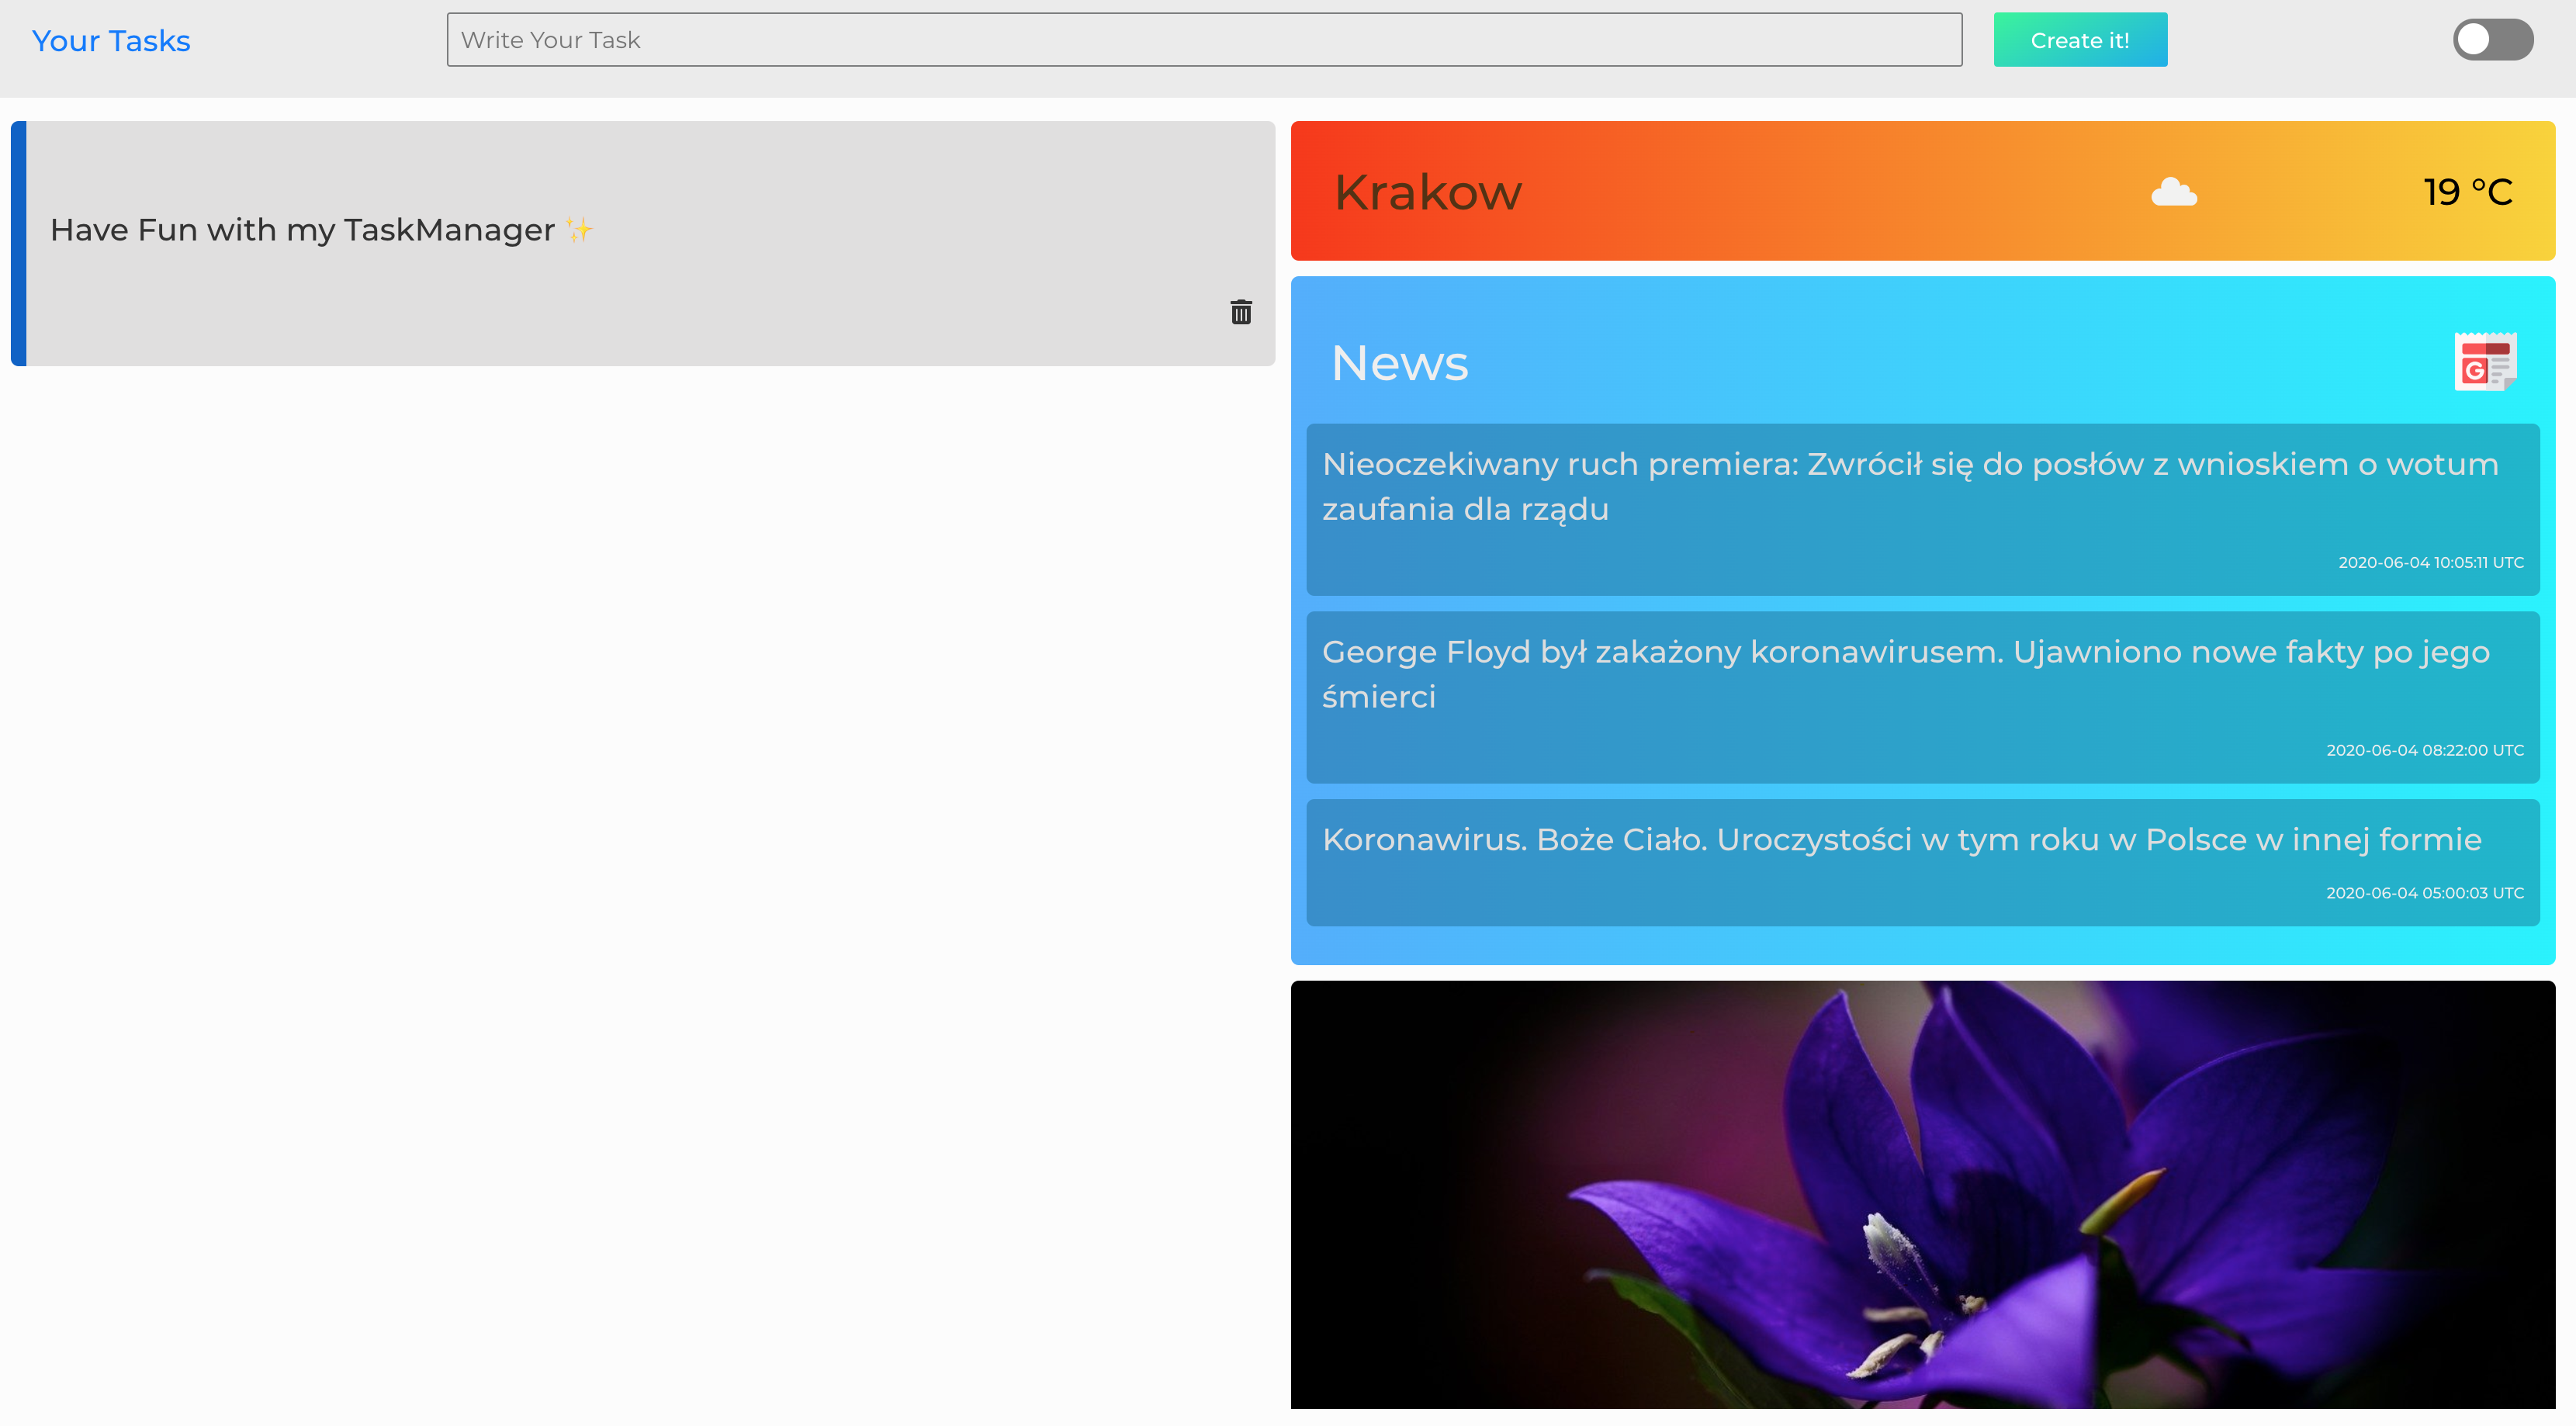 Your Tasks
Write Your Task
Create it!
Have Fun with my TaskManager ✨
Krakow
19 °C
News
G
Nieoczekiwany ruch premiera: Zwrócił się do posłów z wnioskiem o wotum
zaufania dla rządu
2020-06-04 10:05:11 UTC
George Floyd był zakażony koronawirusem. Ujawniono nowe fakty po jego
śmierci
2020-06-04 08:22:00 UTC
Koronawirus. Boże Ciało. Uroczystości w tym roku w Polsce w innej formie
2020-06-04 05:00:03 UTC